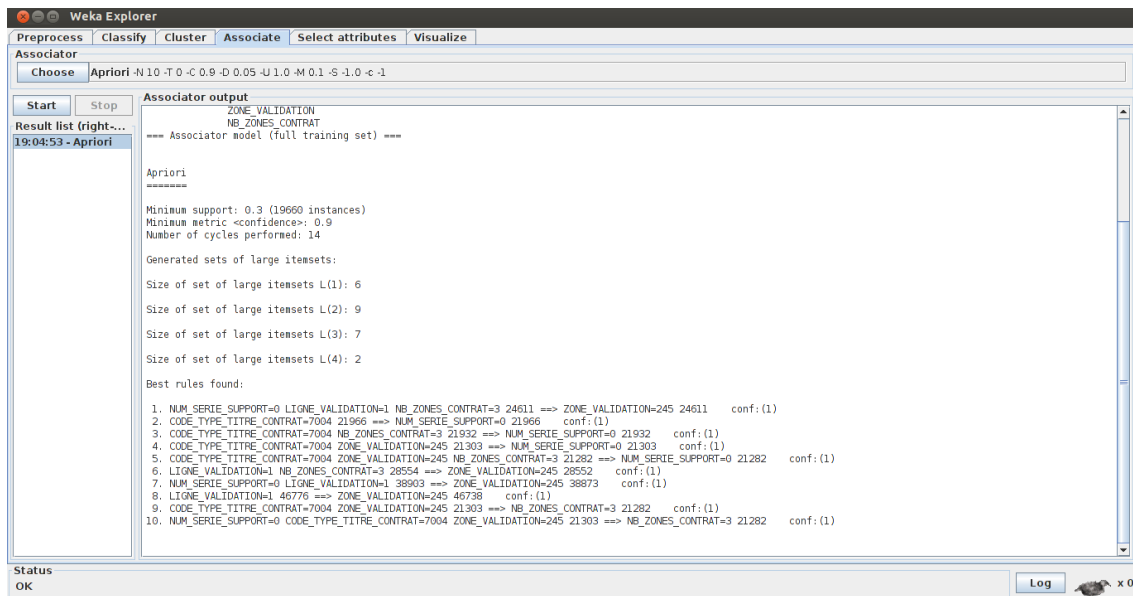 Weka Explorer
Preprocess Classify Cluster Associate Select attributes Visualize
Associator
Choose Apriori -N 10 -T 0 -C 0.9 -D 0.05 -U 1.0 -M 0.1 -S -1.0 -c -1
Start Stop
Result list (right-...
19:04:53 - Apriori
Associator output
ZONE_VALIDATION
NB_ZONES_CONTRAT
=== Associator model (full training set) ===
Apriori
=======
Minimum support: 0.3 (19660 instances)
Minimum metric <confidence>: 0.9
Number of cycles performed: 14
Generated sets of large itemsets:
Size of set of large itemsets L(1): 6
Size of set of large itemsets L(2): 9
Size of set of large itemsets L(3): 7
Size of set of large itemsets L(4): 2
Best rules found:
1. NUM_SERIE_SUPPORT=0 LIGNE_VALIDATION=1 NB_ZONES_CONTRAT=3 24611 ==> ZONE_VALIDATION=245 24611 conf:(1)
2. CODE_TYPE_TITRE_CONTRAT=7004 21966 ==> NUM_SERIE_SUPPORT=0 21966 conf:(1)
3. CODE_TYPE_TITRE_CONTRAT=7004 NB_ZONES_CONTRAT=3 21932 ==> NUM_SERIE_SUPPORT=0 21932 conf:(1)
4. CODE_TYPE_TITRE_CONTRAT=7004 ZONE_VALIDATION=245 21303 ==> NUM_SERIE_SUPPORT=0 21303 conf:(1)
5. CODE_TYPE_TITRE_CONTRAT=7004 ZONE_VALIDATION=245 NB_ZONES_CONTRAT=3 21282 ==> NUM_SERIE_SUPPORT=0 21282 conf:(1)
6. LIGNE_VALIDATION=1 NB_ZONES_CONTRAT=3 28554 ==> ZONE_VALIDATION=245 28552 conf:(1)
7. NUM_SERIE_SUPPORT=0 LIGNE_VALIDATION=1 38903 ==> ZONE_VALIDATION=245 38873 conf:(1)
8. LIGNE_VALIDATION=1 46776 ==> ZONE_VALIDATION=245 46738 conf:(1)
9. CODE_TYPE_TITRE_CONTRAT=7004 ZONE_VALIDATION=245 21303 ==> NB_ZONES_CONTRAT=3 21282 conf:(1)
10. NUM_SERIE_SUPPORT=0 CODE_TYPE_TITRE_CONTRAT=7004 ZONE_VALIDATION=245 21303 ==> NB_ZONES_CONTRAT=3 21282 conf:(1)
Status
OK
Log x 0